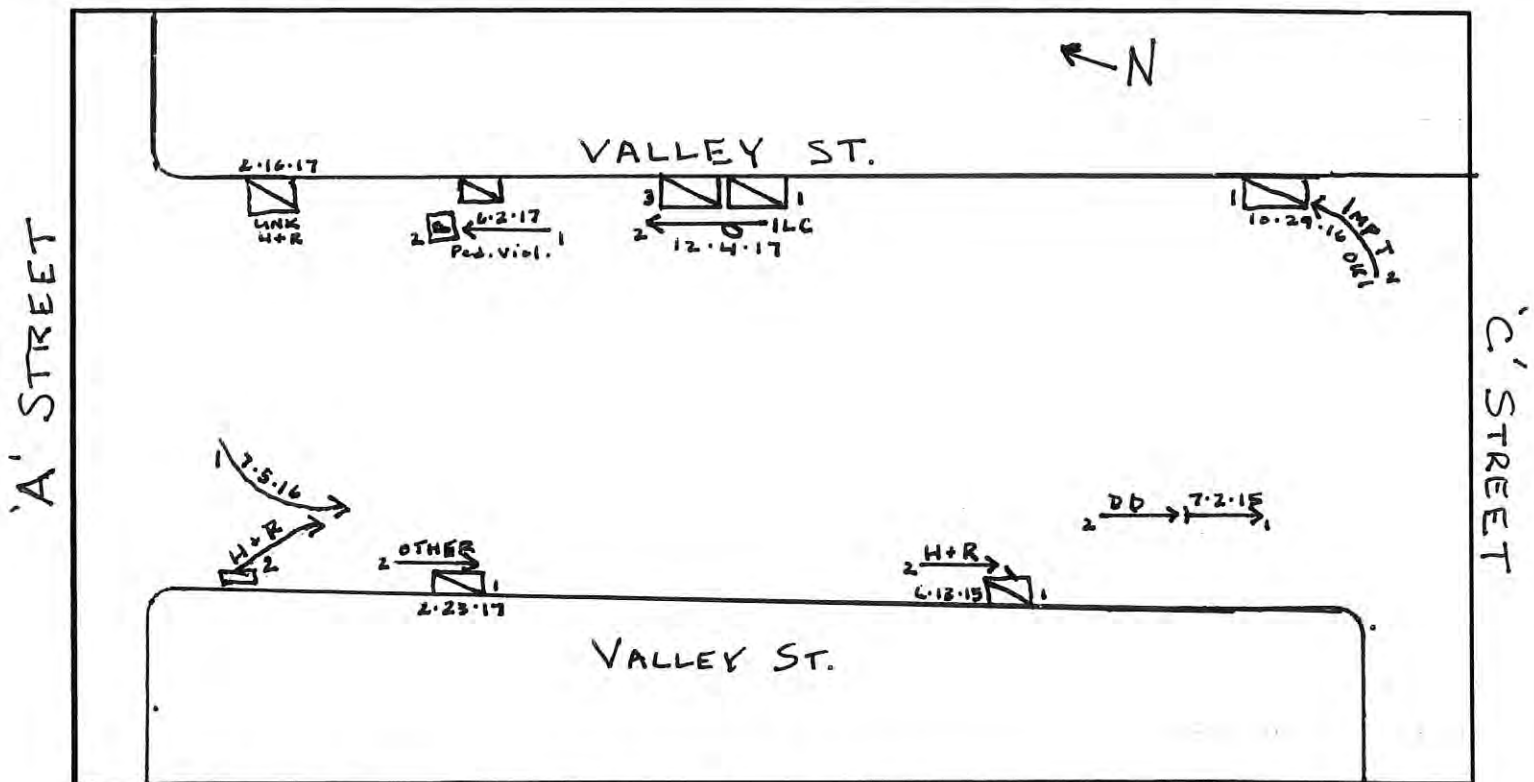 N
VALLEY ST.
2·16·17
UNK
H+R
6·2·17
2
1
Ped. Viol.
3
1
2
ILC
12·4·17
1
10·29·16
IMP T
OR1
2
'A' STREET
'C' STREET
1
7·5·16
H+R
2
2
OTHER
1
2·23·17
2
H+R
6·13·15
1
2
DD
7·2·15
1
VALLEY ST.